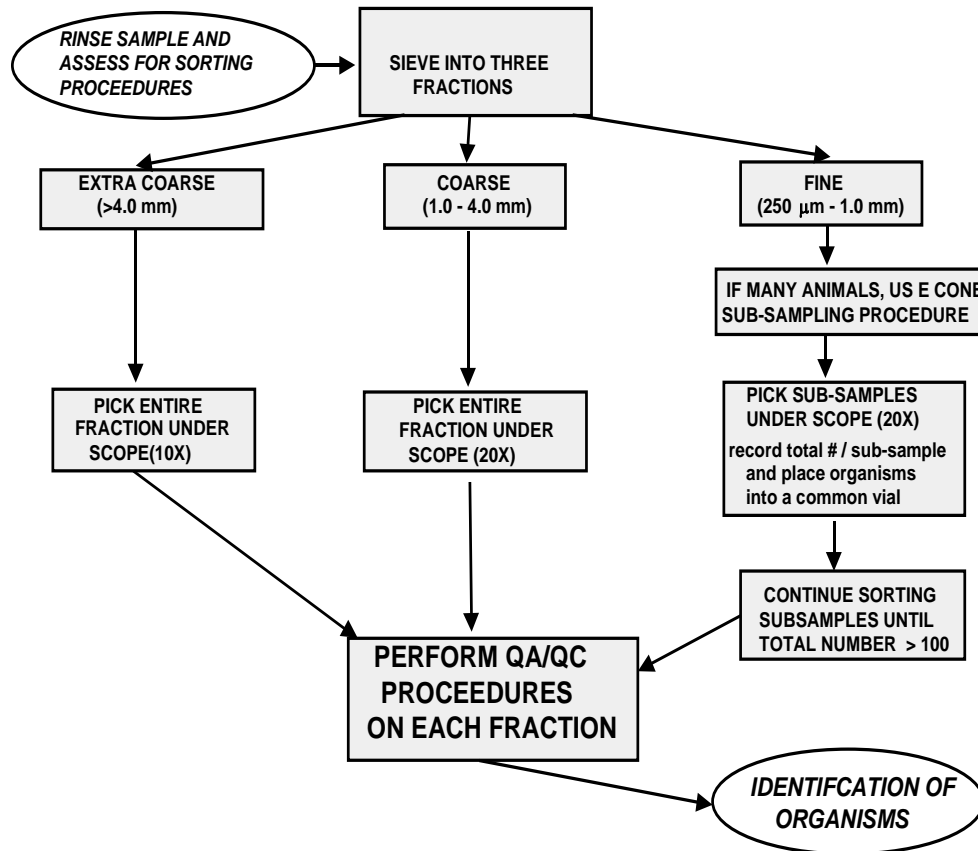 RINSE SAMPLE AND
ASSESS FOR SORTING
PROCEEDURES
SIEVE INTO THREE
FRACTIONS
EXTRA COARSE
(>4.0 mm)
COARSE
(1.0 - 4.0 mm)
FINE
(250 µm - 1.0 mm)
IF MANY ANIMALS, US E CONE
SUB-SAMPLING PROCEDURE
PICK ENTIRE
FRACTION UNDER
SCOPE(10X)
PICK ENTIRE
FRACTION UNDER
SCOPE (20X)
PICK SUB-SAMPLES
UNDER SCOPE (20X)
record total # / sub-sample
and place organisms
into a common vial
CONTINUE SORTING
SUBSAMPLES UNTIL
TOTAL NUMBER > 100
PERFORM QA/QC
PROCEEDURES
ON EACH FRACTION
IDENTIFCATION OF
ORGANISMS